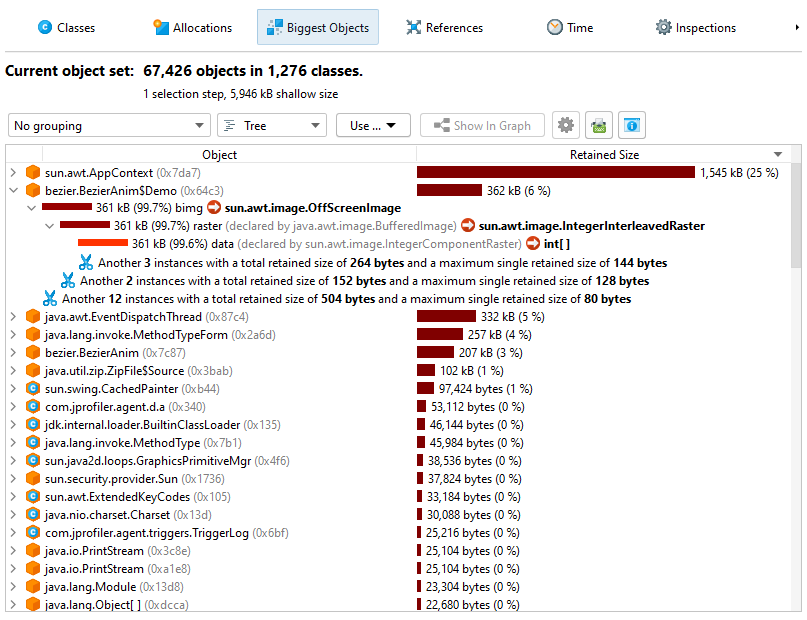 Classes Allocations Biggest Objects References Time Inspections
Current object set: 67,426 objects in 1,276 classes.
1 selection step, 5,946 kB shallow size
No grouping Tree Use ... Show In Graph
Object Retained Size
sun.awt.AppContext (0x7da7) 1,545 kB (25 %)
bezier.BezierAnim$Demo (0x64c3) 362 kB (6 %)
361 kB (99.7%) bimg sun.awt.image.OffScreenImage
361 kB (99.7%) raster (declared by java.awt.image.BufferedImage) sun.awt.image.IntegerInterleavedRaster
361 kB (99.6%) data (declared by sun.awt.image.IntegerComponentRaster) int[ ]
Another 3 instances with a total retained size of 264 bytes and a maximum single retained size of 144 bytes
Another 2 instances with a total retained size of 152 bytes and a maximum single retained size of 128 bytes
Another 12 instances with a total retained size of 504 bytes and a maximum single retained size of 80 bytes
java.awt.EventDispatchThread (0x87c4) 332 kB (5 %)
java.lang.invoke.MethodTypeForm (0x2a6d) 257 kB (4 %)
bezier.BezierAnim (0x7c87) 207 kB (3 %)
java.util.zip.ZipFile$Source (0x3bab) 102 kB (1 %)
sun.swing.CachedPainter (0xb44) 97,424 bytes (1 %)
com.jprofiler.agent.d.a (0x340) 53,112 bytes (0 %)
jdk.internal.loader.BuiltinClassLoader (0x135) 46,144 bytes (0 %)
java.lang.invoke.MethodType (0x7b1) 45,984 bytes (0 %)
sun.java2d.loops.GraphicsPrimitiveMgr (0x4f6) 38,536 bytes (0 %)
sun.security.provider.Sun (0x1736) 37,824 bytes (0 %)
sun.awt.ExtendedKeyCodes (0x105) 33,184 bytes (0 %)
java.nio.charset.Charset (0x13d) 30,088 bytes (0 %)
com.jprofiler.agent.triggers.TriggerLog (0x6bf) 25,216 bytes (0 %)
java.io.PrintStream (0x3c8e) 25,104 bytes (0 %)
java.io.PrintStream (0xa1e8) 25,104 bytes (0 %)
java.lang.Module (0x13d8) 23,304 bytes (0 %)
java.lang.Object[ ] (0xdcca) 22,680 bytes (0 %)